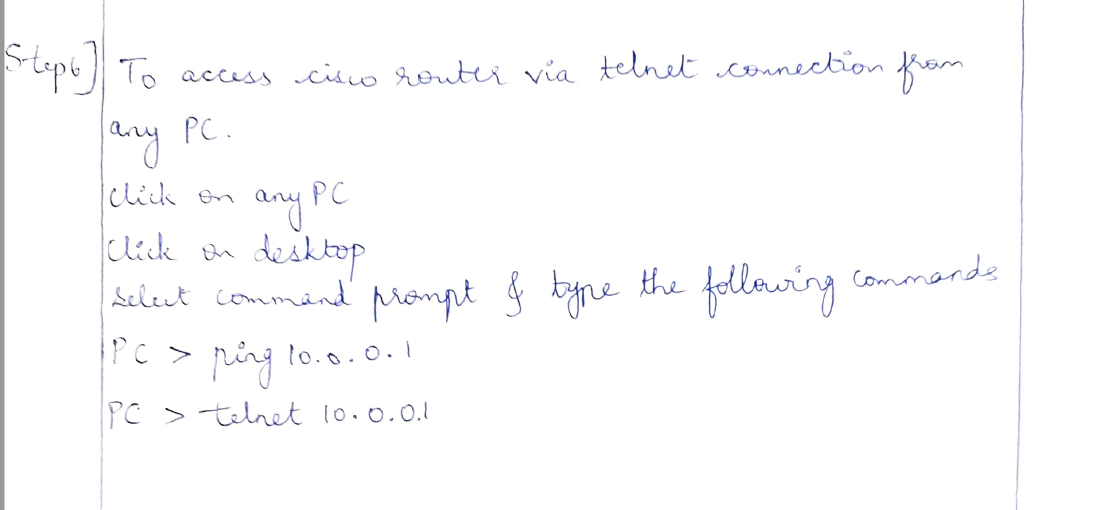 Step6] To access cisco router via telnet connection from
any PC.
Click on any PC
Click on desktop
Select command prompt & type the following commands
PC > ping 10.0.0.1
PC > telnet 10.0.0.1